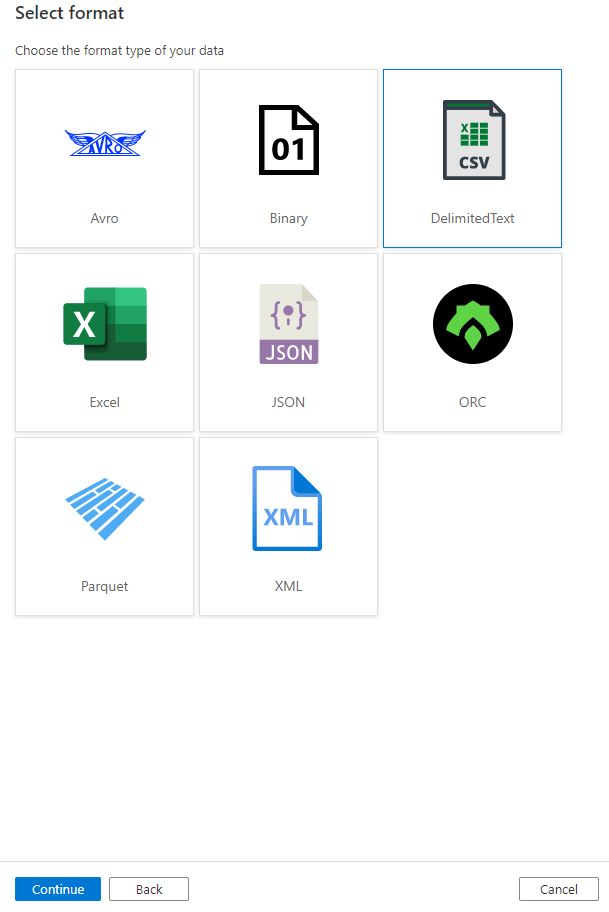 Select format
Choose the format type of your data
AVRO
01
X
CSV
Avro
Binary
DelimitedText
X
{ }
JSON
Excel
JSON
ORC
XML
Parquet
XML
Continue
Back
Cancel